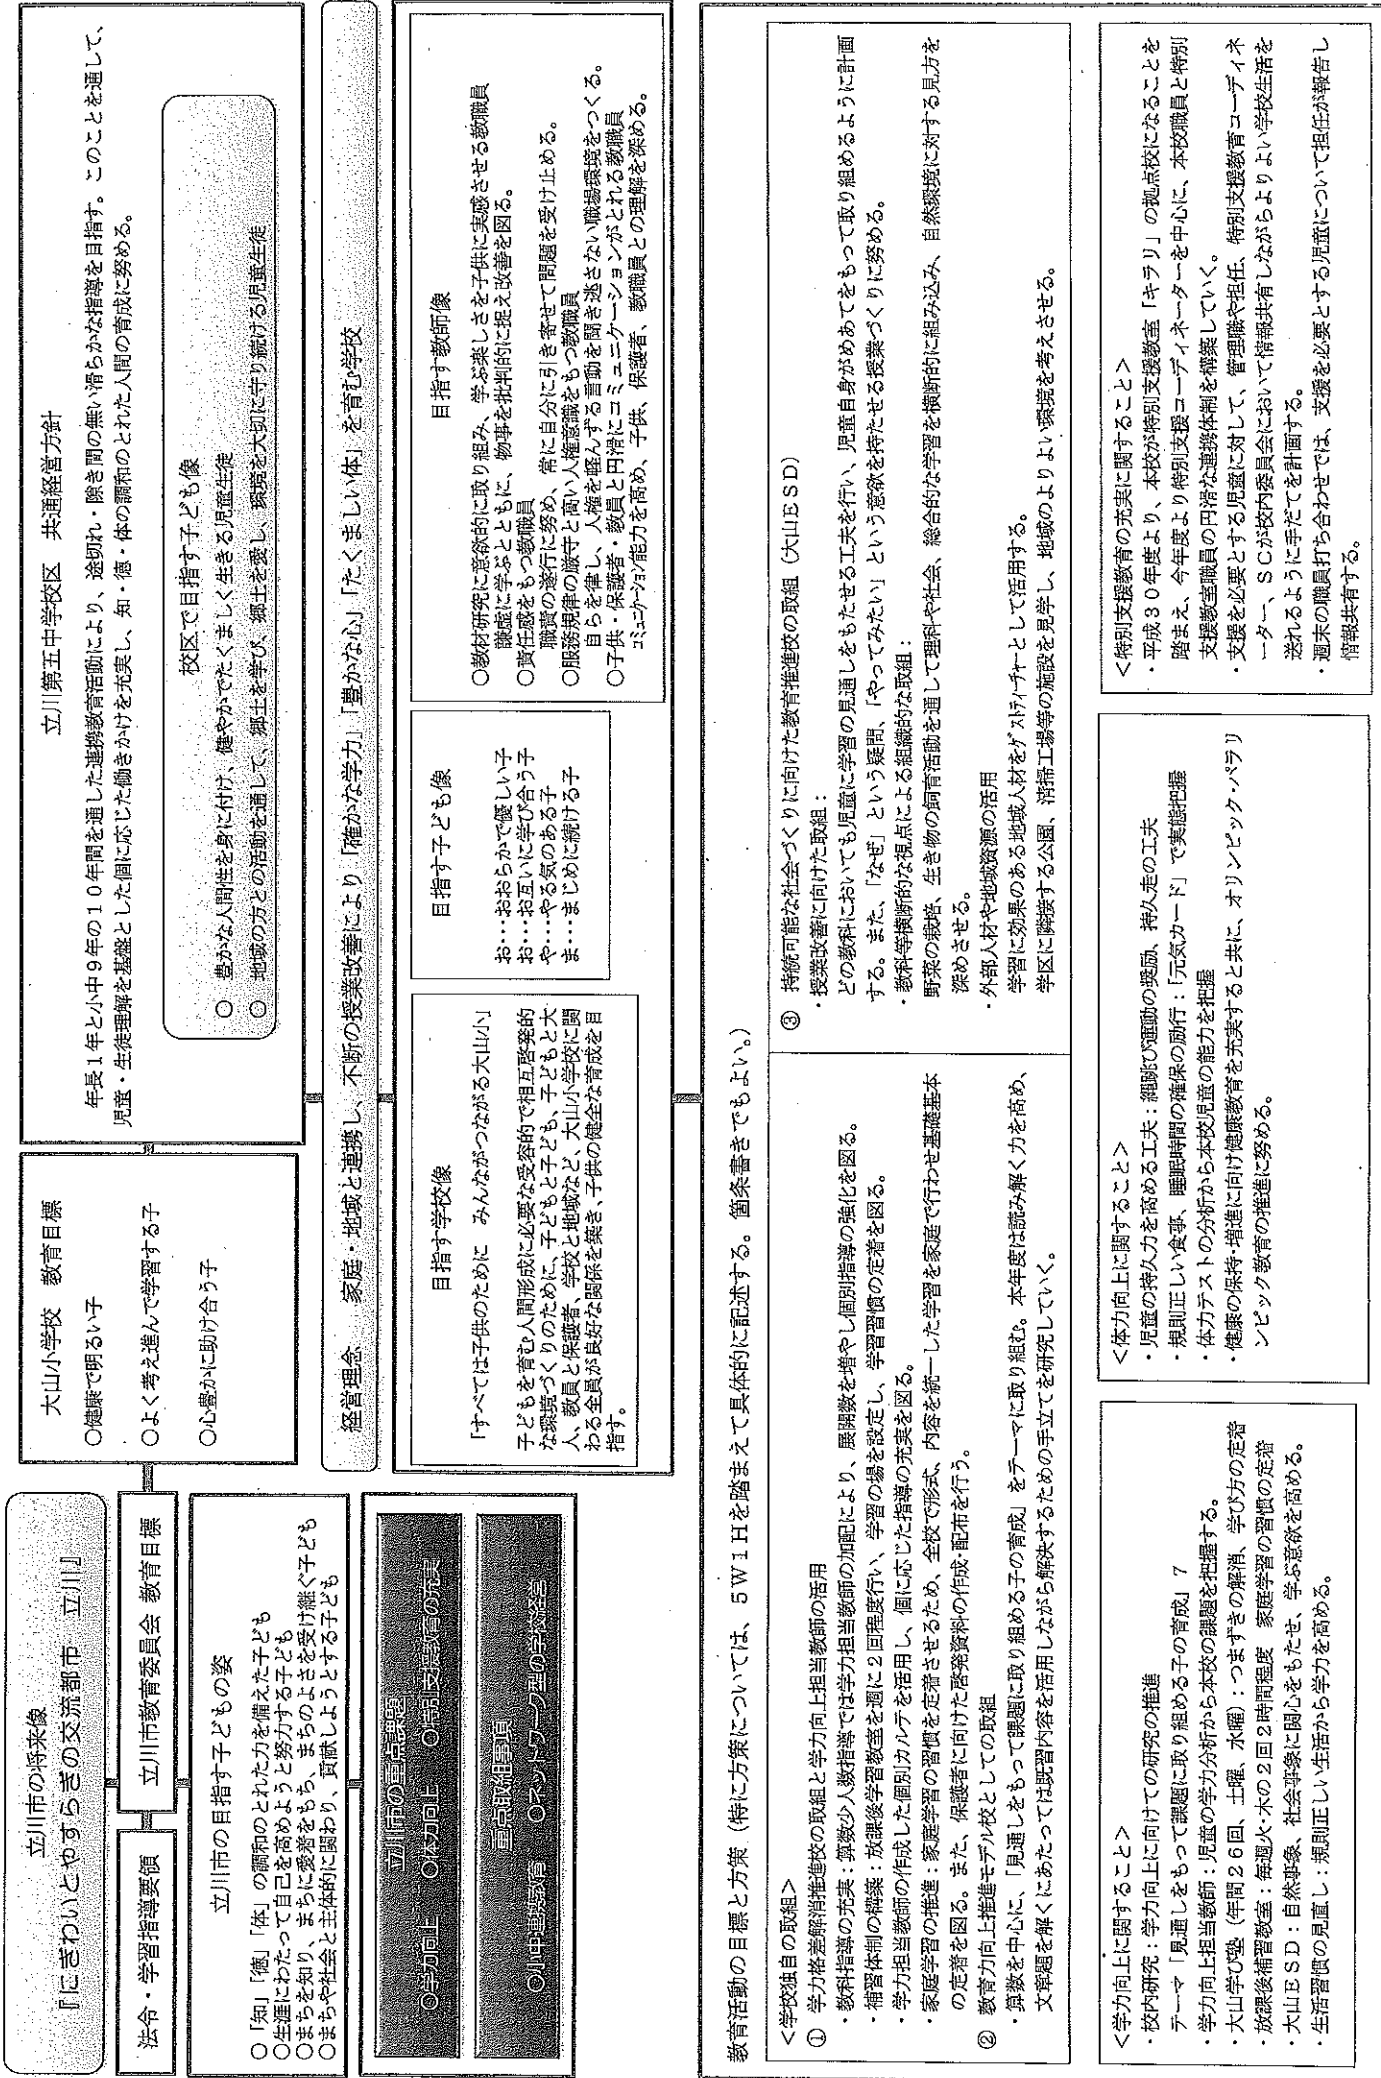 立川市の将来像
『にぎわいとやすらぎの交流都市　立川』
法令・学習指導要領
立川市教育委員会 教育目標
立川市の目指す子どもの姿
○「知」「徳」「体」の調和のとれた力を備えた子ども
○生涯にわたって自己を高めようと努力する子ども
○まちを知り、まちに愛着をもち、まちのよさを受け継ぐ子ども
○まちや社会と主体的に関わり、貢献しようとする子ども
立川市の重点課題
○学力向上　○体力向上　○特別支援教育の充実
重点取組事項
○小中連携教育　○ネットワーク型の学校経営
大山小学校　教育目標
○健康で明るい子
○よく考え進んで学習する子
○心豊かに助け合う子
立川第五中学校区　共通経営方針
年長１年と小中９年の１０年間を通した連携教育活動により、途切れ・隙き間の無い滑らかな指導を目指す。このことを通して、
児童・生徒理解を基盤とした個に応じた働きかけを充実し、知・徳・体の調和のとれた人間の育成に努める。
校区で目指す子ども像
○　豊かな人間性を身に付け、健やかでたくましく生きる児童生徒
○　地域の方との活動を通して、郷土を学び、郷土を愛し、環境を大切に守り続ける児童生徒
経営理念　家庭・地域と連携し、不断の授業改善により「確かな学力」「豊かな心」「たくましい体」を育む学校
目指す学校像
「すべては子供のために　みんながつながる大山小」
子どもを育む人間形成に必要な受容的で相互啓発的
な環境づくりのために、子どもと子ども、子どもと大
人、教員と保護者、学校と地域など、大山小学校に関
わる全員が良好な関係を築き、子供の健全な育成を目
指す。
目指す子ども像
お・・・おおらかで優しい子
お・・・お互いに学び合う子
や・・・やる気のある子
ま・・・まじめに続ける子
目指す教師像
○教材研究に意欲的に取り組み、学ぶ楽しさを子供に実感させる教職員
謙虚に学ぶとともに、物事を批判的に捉え改善を図る。
○責任感をもつ教職員
職責の遂行に努め、常に自分に引き寄せて問題を受け止める。
○服務規律の厳守と高い人権意識をもつ教職員
自らを律し、人権を軽んずる言動を聞き逃さない職場環境をつくる。
○子供・保護者・教員と円滑にコミュニケーションがとれる教職員
コミュニケーション能力を高め、子供、保護者、教職員との理解を深める。
教育活動の目標と方策（特に方策については、５Ｗ１Ｈを踏まえて具体的に記述する。箇条書きでもよい。）
＜学校独自の取組＞
①　学力格差解消推進校の取組と学力向上担当教師の活用
・教科指導の充実：算数少人数指導では学力担当教師の加配により、展開数を増やし個別指導の強化を図る。
・補習体制の構築：放課後学習教室を週に２回程度行い、学習の場を設定し、学習習慣の定着を図る。
・学力担当教師の作成した個別カルテを活用し、個に応じた指導の充実を図る。
・家庭学習の推進：家庭学習の習慣を定着させるため、全校で形式、内容を統一した学習を家庭で行わせ基礎基本
の定着を図る。また、保護者に向けた啓発資料の作成・配布を行う。
②　教育力向上推進モデル校としての取組
・算数を中心に、「見通しをもって課題に取り組める子の育成」をテーマに取り組む。本年度は読み解く力を高め、
文章題を解くにあたっては既習内容を活用しながら解決するための手立てを研究していく。
③　持続可能な社会づくりに向けた教育推進校の取組（大山ＥＳＤ）
・授業改善に向けた取組：
どの教科においても児童に学習の見通しをもたせる工夫を行い、児童自身がめあてをもって取り組めるように計画
する。また、「なぜ」という疑問、「やってみたい」という意欲を持たせる授業づくりに努める。
・教科等横断的な視点による組織的な取組：
野菜の栽培、生き物の飼育活動を通して理科や社会、総合的な学習を横断的に組み込み、自然環境に対する見方を
深めさせる。
・外部人材や地域資源の活用
学習に効果のある地域人材をゲストティーチャーとして活用する。
学区に隣接する公園、清掃工場等の施設を見学し、地域のよりよい環境を考えさせる。
＜学力向上に関すること＞
・校内研究：学力向上に向けての研究の推進
テーマ「見通しをもって課題に取り組める子の育成」７
・学力向上担当教師：児童の学力分析から本校の課題を把握する。
・大山学び塾（年間２６回、土曜、水曜）：つまずきの解消、学び方の定着
・放課後補習教室：毎週火・木の２回２時間程度　家庭学習の習慣の定着
・大山ＥＳＤ：自然事象、社会事象に関心をもたせ、学ぶ意欲を高める。
・生活習慣の見直し：規則正しい生活から学力を高める。
＜体力向上に関すること＞
・児童の持久力を高める工夫：縄跳び運動の奨励、持久走の工夫
・規則正しい食事、睡眠時間の確保の励行：「元気カード」で実態把握
・体力テストの分析から本校児童の能力を把握
・健康の保持・増進に向け健康教育を充実すると共に、オリンピック・パラリ
ンピック教育の推進に努める。
＜特別支援教育の充実に関すること＞
・平成３０年度より、本校が特別支援教室「キラリ」の拠点校になることを
踏まえ、今年度より特別支援コーディネーターを中心に、本校職員と特別
支援教室職員の円滑な連携体制を構築していく。
・支援を必要とする児童に対して、管理職や担任、特別支援教育コーディネ
ーター、ＳＣが校内委員会において情報共有しながらよりよい学校生活を
送れるように手だてを計画する。
・週末の職員打ち合わせでは、支援を必要とする児童について担任が報告し
情報共有する。